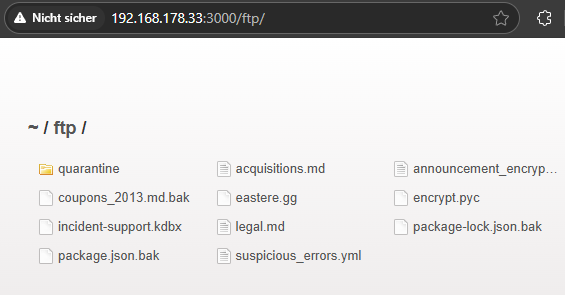 Nicht sicher 192.168.178.33:3000/ftp/
~ / ftp /
quarantine acquisitions.md announcement_encryp...
coupons_2013.md.bak eastere.gg encrypt.pyc
incident-support.kdbx legal.md package-lock.json.bak
package.json.bak suspicious_errors.yml